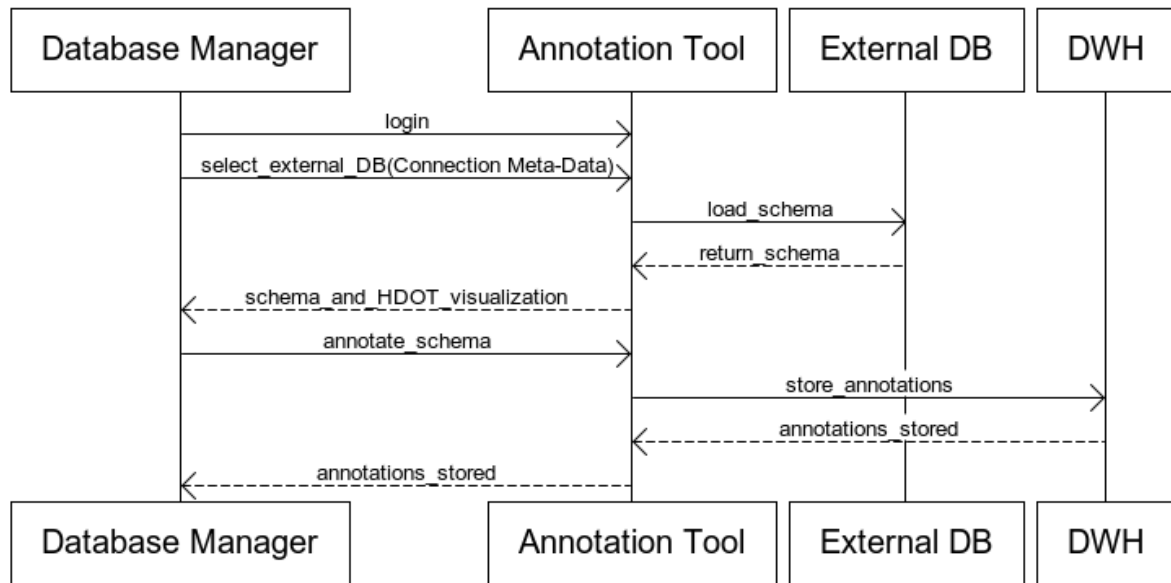 Database Manager
Annotation Tool
External DB
DWH
login
select_external_DB(Connection Meta-Data)
load_schema
return_schema
schema_and_HDOT_visualization
annotate_schema
store_annotations
annotations_stored
annotations_stored
Database Manager
Annotation Tool
External DB
DWH